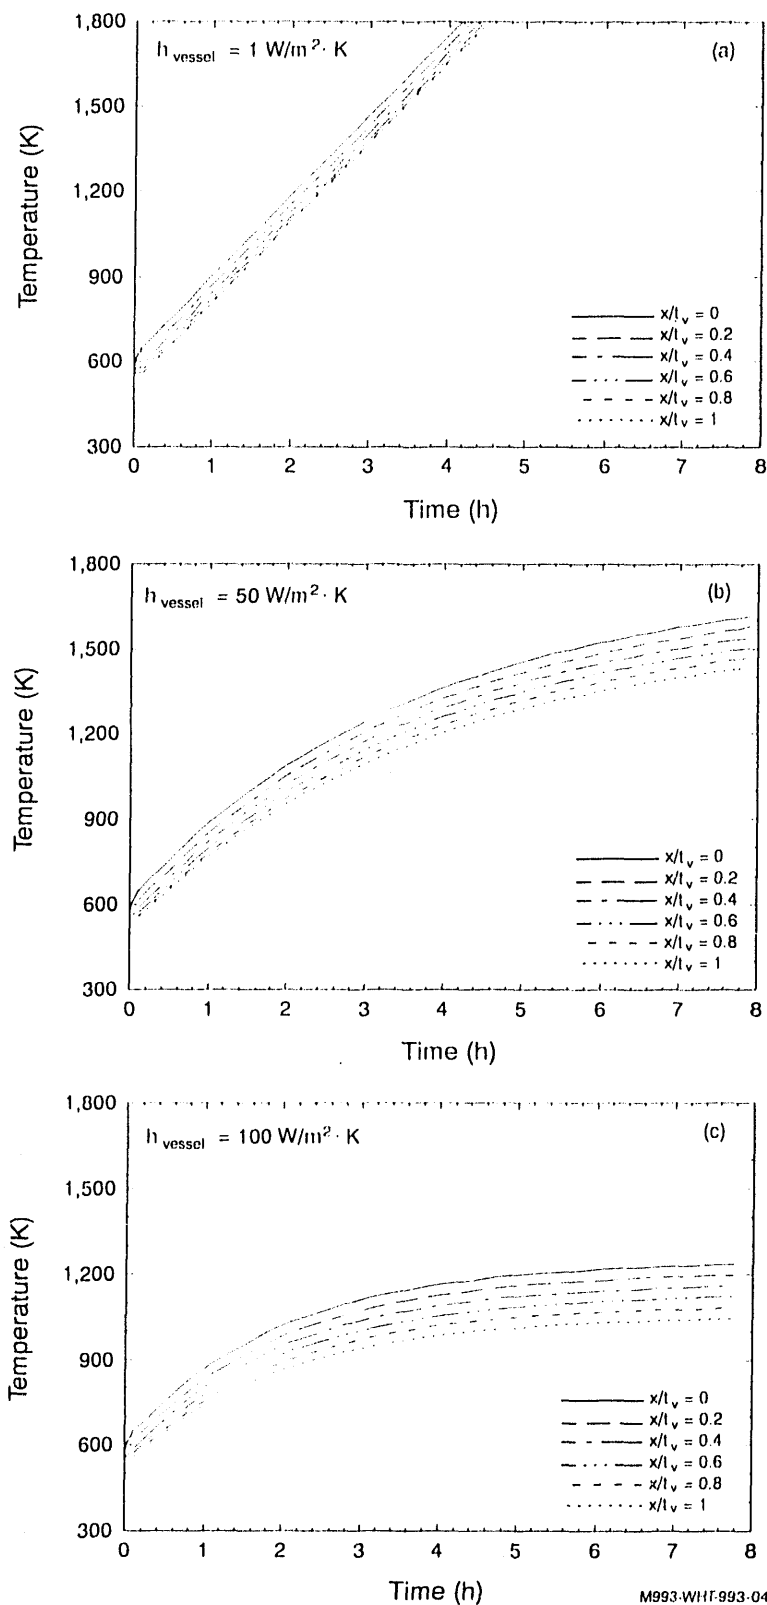 h vessel = 1 W/m²· K
(a)
1,800
1,500
1,200
900
600
300
Temperature (K)
x/t v = 0
x/t v = 0.2
x/t v = 0.4
x/t v = 0.6
x/t v = 0.8
x/t v = 1
0 1 2 3 4 5 6 7 8
Time (h)
h vessel = 50 W/m²· K
(b)
1,800
1,500
1,200
900
600
300
Temperature (K)
x/t v = 0
x/t v = 0.2
x/t v = 0.4
x/t v = 0.6
x/t v = 0.8
x/t v = 1
0 1 2 3 4 5 6 7 8
Time (h)
h vessel = 100 W/m²· K
(c)
1,800
1,500
1,200
900
600
300
Temperature (K)
x/t v = 0
x/t v = 0.2
x/t v = 0.4
x/t v = 0.6
x/t v = 0.8
x/t v = 1
0 1 2 3 4 5 6 7 8
Time (h)
M993-WHT-993-04